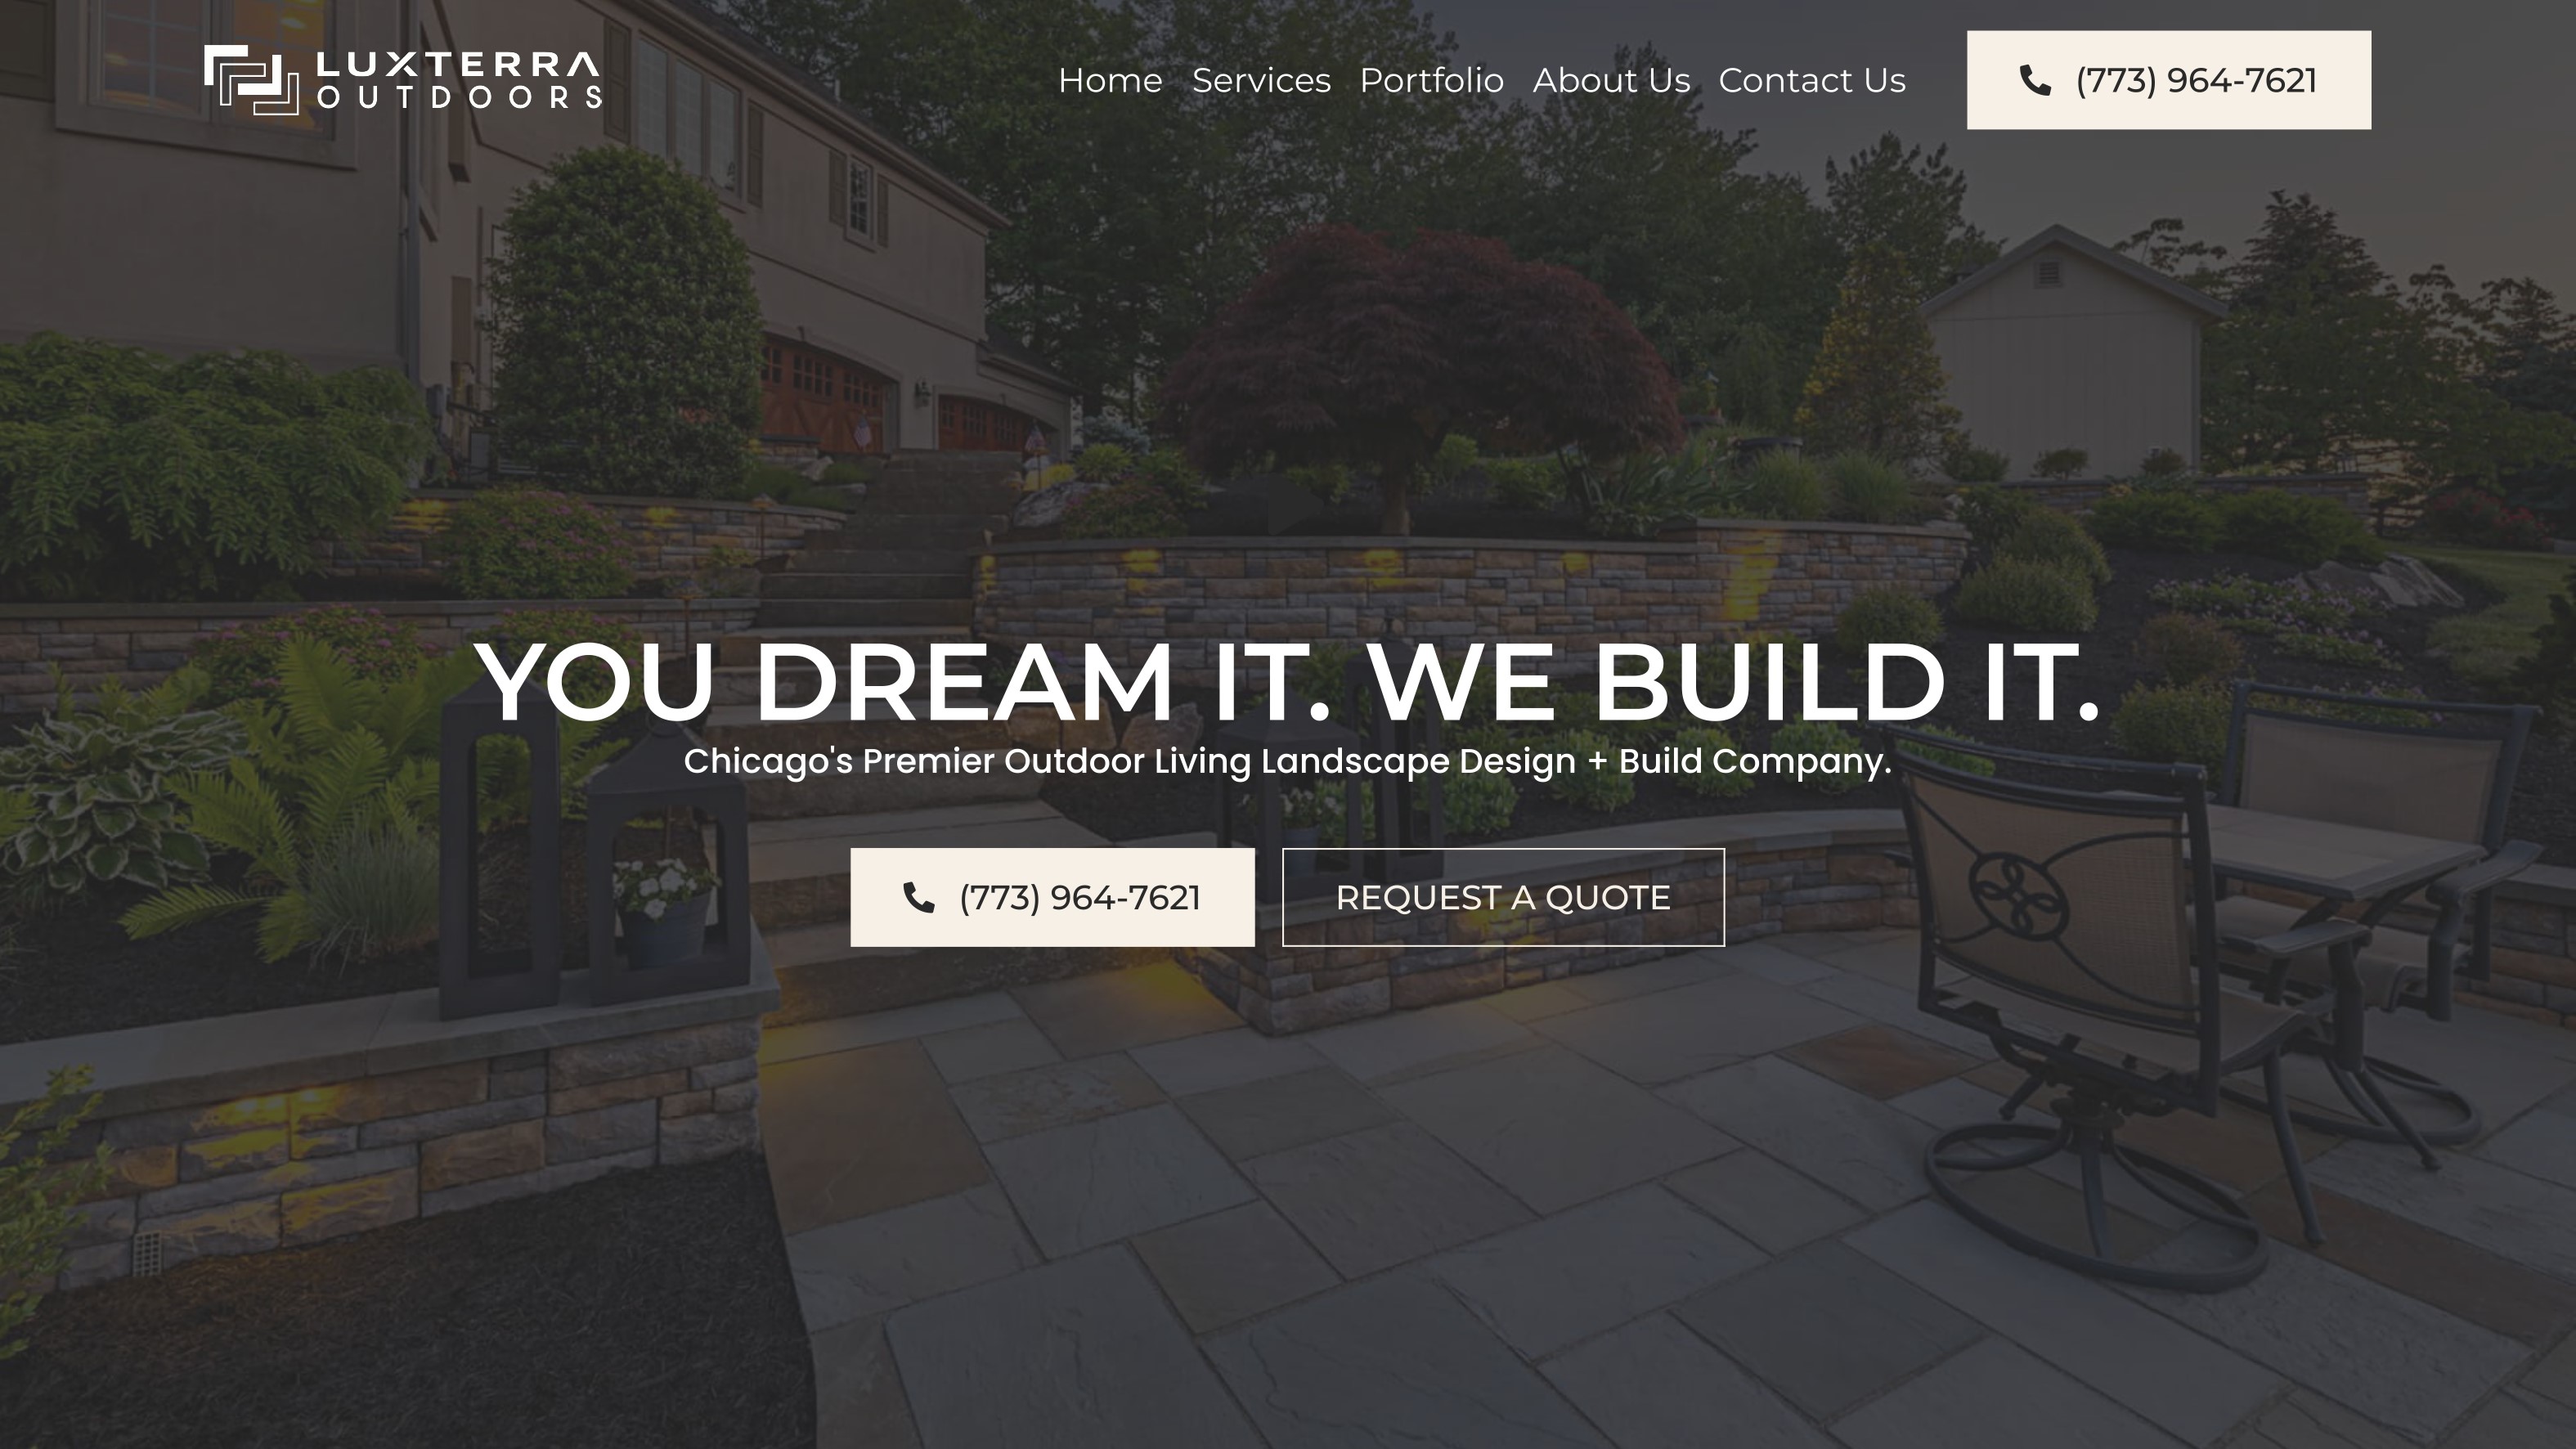 LUXTERRA
OUTDOORS
Home Services Portfolio About Us Contact Us
(773) 964-7621
YOU DREAM IT. WE BUILD IT.
Chicago's Premier Outdoor Living Landscape Design + Build Company.
(773) 964-7621
REQUEST A QUOTE